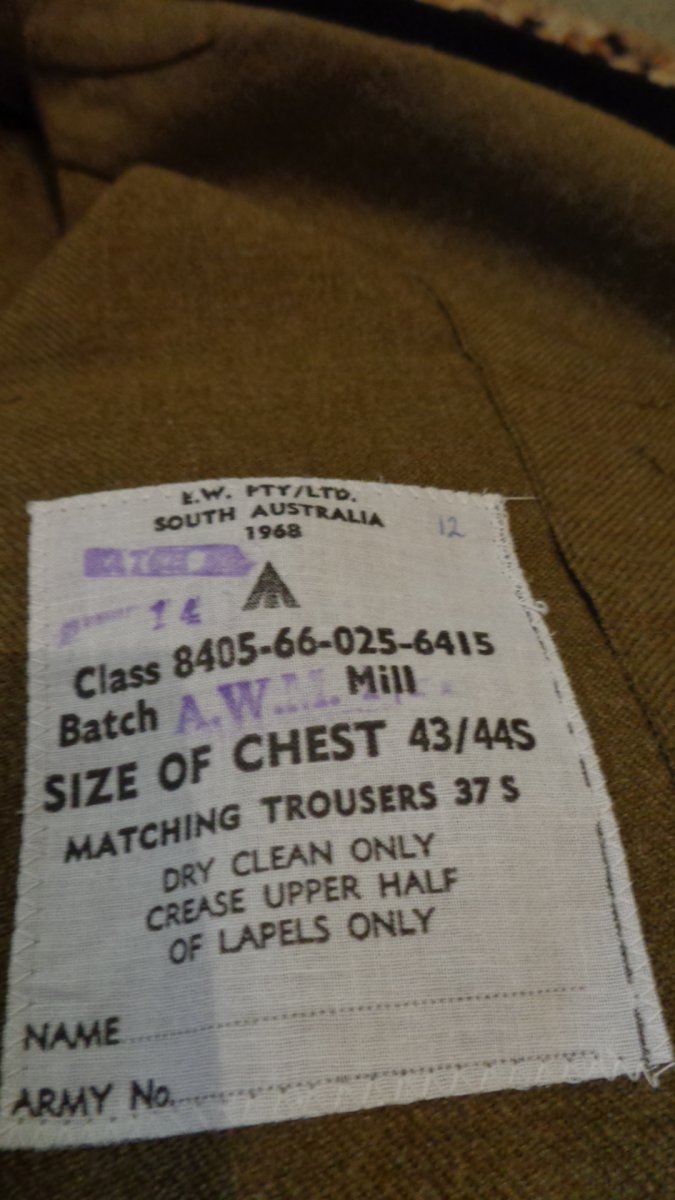 E.W. PTY/LTD.
SOUTH AUSTRALIA
1968
12
14
Class 8405-66-025-6415
Batch A.W.M. Mill
SIZE OF CHEST 43/44S
MATCHING TROUSERS 37 S
DRY CLEAN ONLY
CREASE UPPER HALF
OF LAPELS ONLY
NAME
ARMY No.